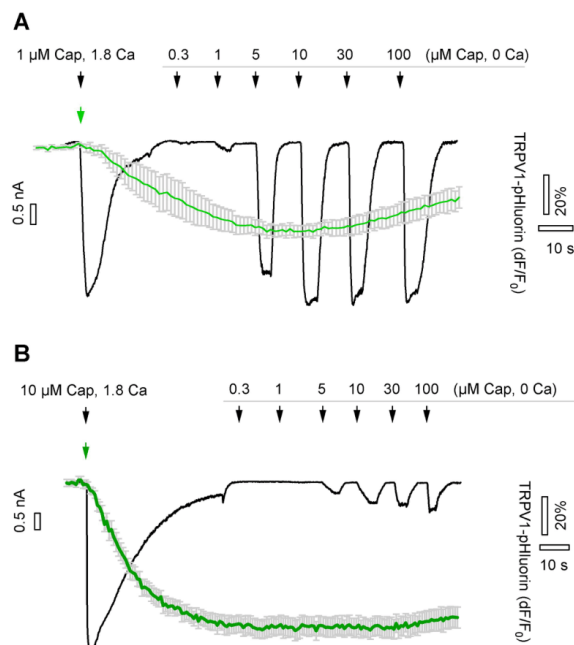 A
1 µM Cap, 1.8 Ca
0.3 1 5 10 30 100 (µM Cap, 0 Ca)
0.5 nA
TRPV1-pHluorin (dF/F0)
20%
10 s
B
10 µM Cap, 1.8 Ca
0.3 1 5 10 30 100 (µM Cap, 0 Ca)
0.5 nA
TRPV1-pHluorin (dF/F0)
20%
10 s